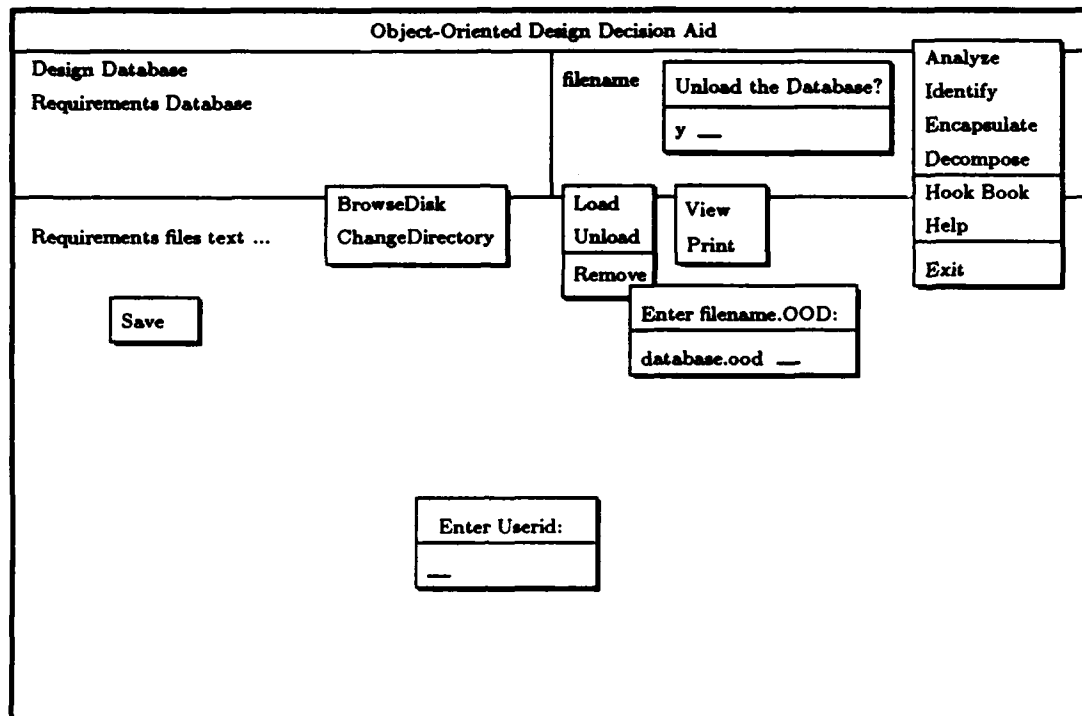 Object-Oriented Design Decision Aid
Design Database
Requirements Database
filename
Unload the Database?
y
Analyze
Identify
Encapsulate
Decompose
Hook Book
Help
Exit
BrowseDisk
ChangeDirectory
Load
Unload
Remove
View
Print
Requirements files text ...
Save
Enter filename.OOD:
database.ood
Enter Userid: